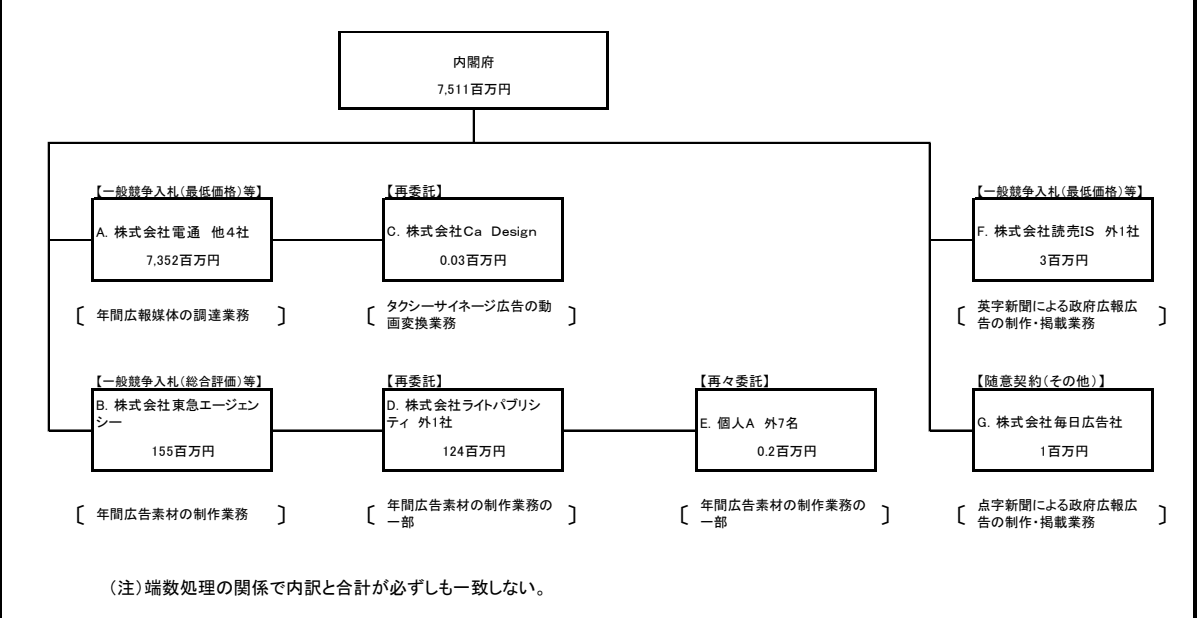 内閣府
7,511百万円
【一般競争入札（最低価格）等】
A. 株式会社電通　他４社
7,352百万円
〔 年間広報媒体の調達業務 〕
【再委託】
C. 株式会社Ｃａ　Ｄｅｓｉｇｎ
0.03百万円
〔 タクシーサイネージ広告の動
画変換業務 〕
【一般競争入札（最低価格）等】
F. 株式会社読売IS　外1社
3百万円
〔 英字新聞による政府広報広
告の制作・掲載業務 〕
【一般競争入札（総合評価）等】
B. 株式会社東急エージェン
シー
155百万円
〔 年間広告素材の制作業務 〕
【再委託】
D. 株式会社ライトパブリシ
ティ 外1社
124百万円
〔 年間広告素材の制作業務の
一部 〕
【再々委託】
E. 個人A　外7名
0.2百万円
〔 年間広告素材の制作業務の
一部 〕
【随意契約（その他）】
G. 株式会社毎日広告社
1百万円
〔 点字新聞による政府広報広
告の制作・掲載業務 〕
（注）端数処理の関係で内訳と合計が必ずしも一致しない。